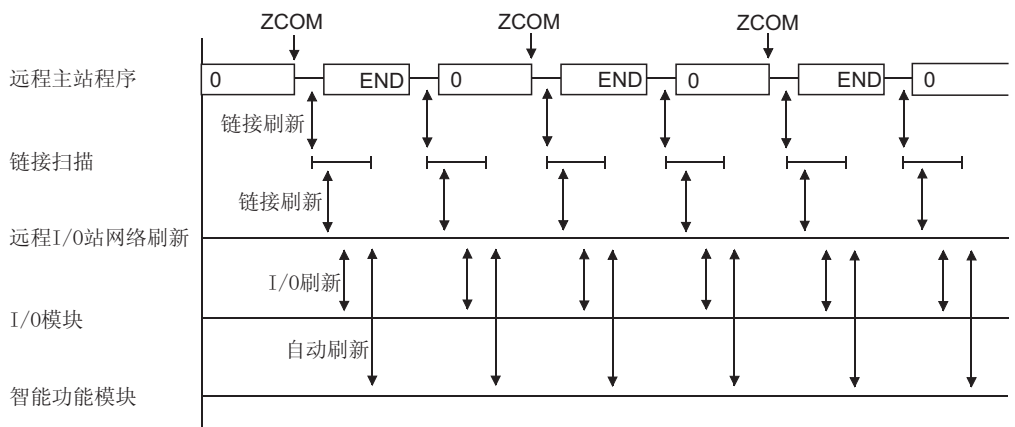 ZCOM ZCOM ZCOM
远程主站程序 0 END 0 END 0 END 0
链接刷新
链接扫描
链接刷新
远程I/O站网络刷新
I/O刷新
I/O模块
自动刷新
智能功能模块